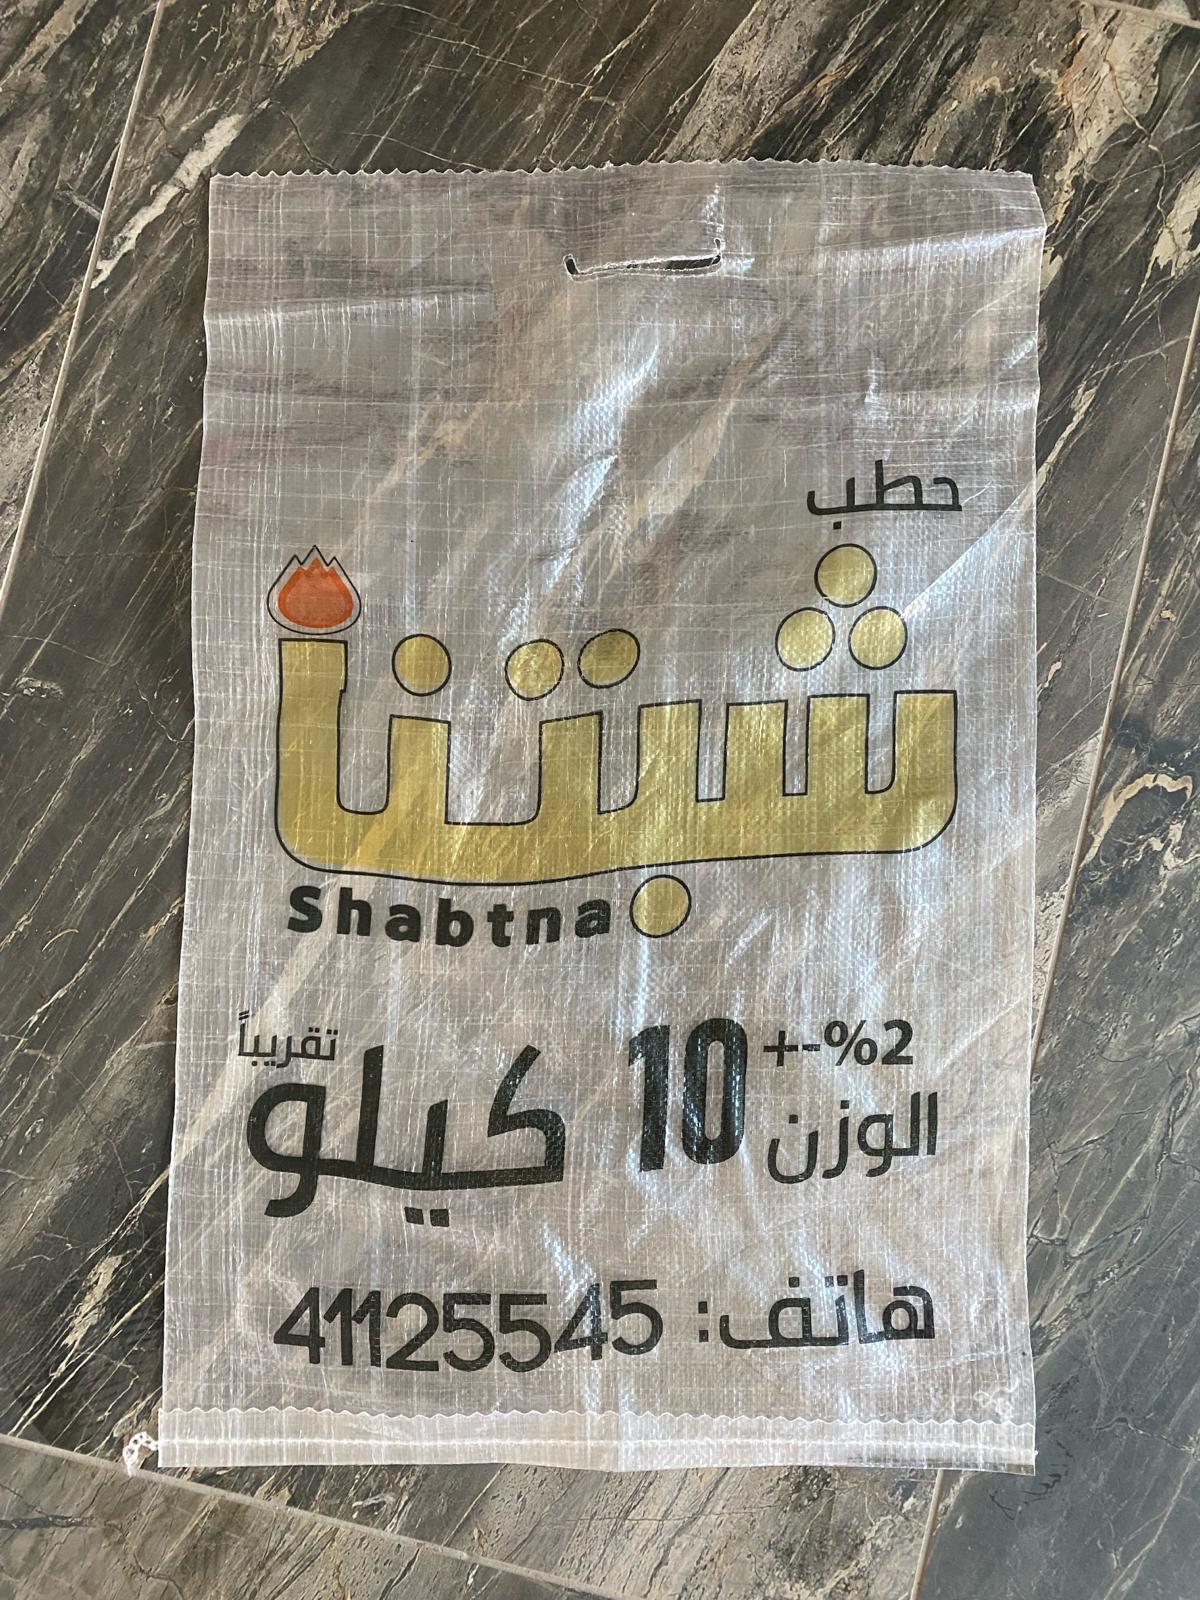 حطب
شبتنا
Shabtna
2%-+
الوزن 10 كيلو تقريباً
هاتف: 41125545